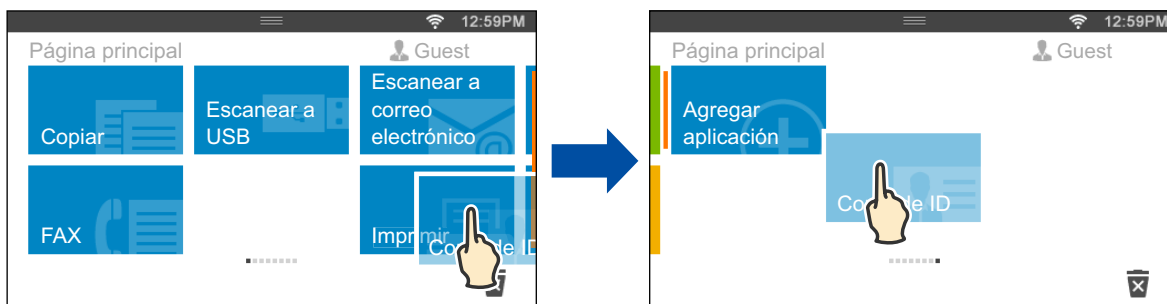 12:59PM
Página principal
Guest
Copiar
Escanear a
USB
Escanear a
correo
electrónico
FAX
Imprimir
12:59PM
Página principal
Guest
Agregar
aplicación